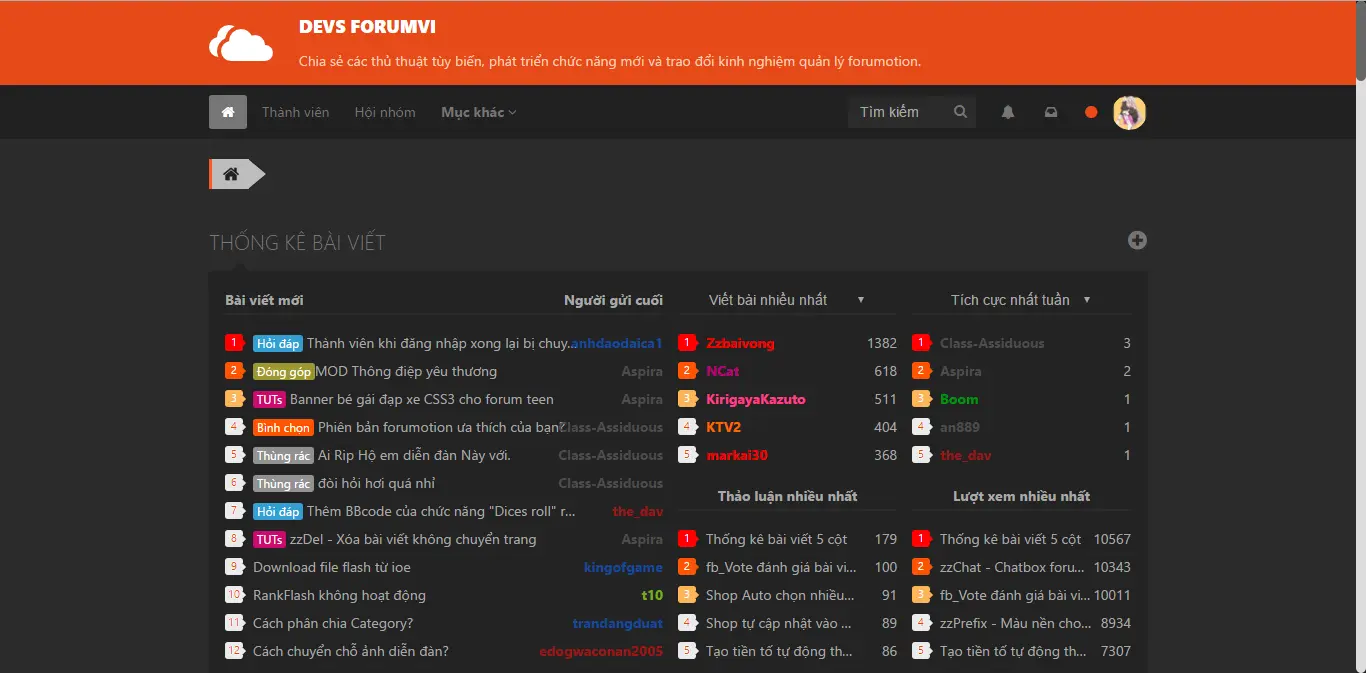 DEVS FORUMVI
Chia sẻ các thủ thuật tùy biến, phát triển chức năng mới và trao đổi kinh nghiệm quản lý forumotion.
Thành viên Hội nhóm Mục khác Tìm kiếm
THỐNG KÊ BÀI VIẾT
Bài viết mới Người gửi cuối Viết bài nhiều nhất Tích cực nhất tuần
1 Hỏi đáp Thành viên khi đăng nhập xong lại bị chuy... anhdaodaica1 1 Zzbaivong 1382 1 Class-Assiduous 3
2 Đóng góp MOD Thông điệp yêu thương Aspira 2 NCat 618 2 Aspira 2
3 TUTs Banner bé gái đạp xe CSS3 cho forum teen Aspira 3 KirigayaKazuto 511 3 Boom 1
4 Bình chọn Phiên bản forumotion ưa thích của bạn? Class-Assiduous 4 KTV2 404 4 an889 1
5 Thùng rác Ai Rip Hộ em diễn đàn Này với. Class-Assiduous 5 markai30 368 5 the_dav 1
6 Thùng rác đòi hỏi hơi quá nhỉ Class-Assiduous
Thảo luận nhiều nhất Lượt xem nhiều nhất
7 Hỏi đáp Thêm BBcode của chức năng "Dices roll" r... the_dav
8 TUTs zzDel - Xóa bài viết không chuyển trang Aspira 1 Thống kê bài viết 5 cột 179 1 Thống kê bài viết 5 cột 10567
9 Download file flash từ ioe kingofgame 2 fb_Vote đánh giá bài vi... 100 2 zzChat - Chatbox foru... 10343
10 RankFlash không hoạt động t10 3 Shop Auto chọn nhiều... 91 3 fb_Vote đánh giá bài vi... 10011
11 Cách phân chia Category? trandangduat 4 Shop tự cập nhật vào ... 89 4 zzPrefix - Màu nền cho... 8934
12 Cách chuyển chỗ ảnh diễn đàn? edogwaconan2005 5 Tạo tiền tố tự động th... 86 5 Tạo tiền tố tự động th... 7307